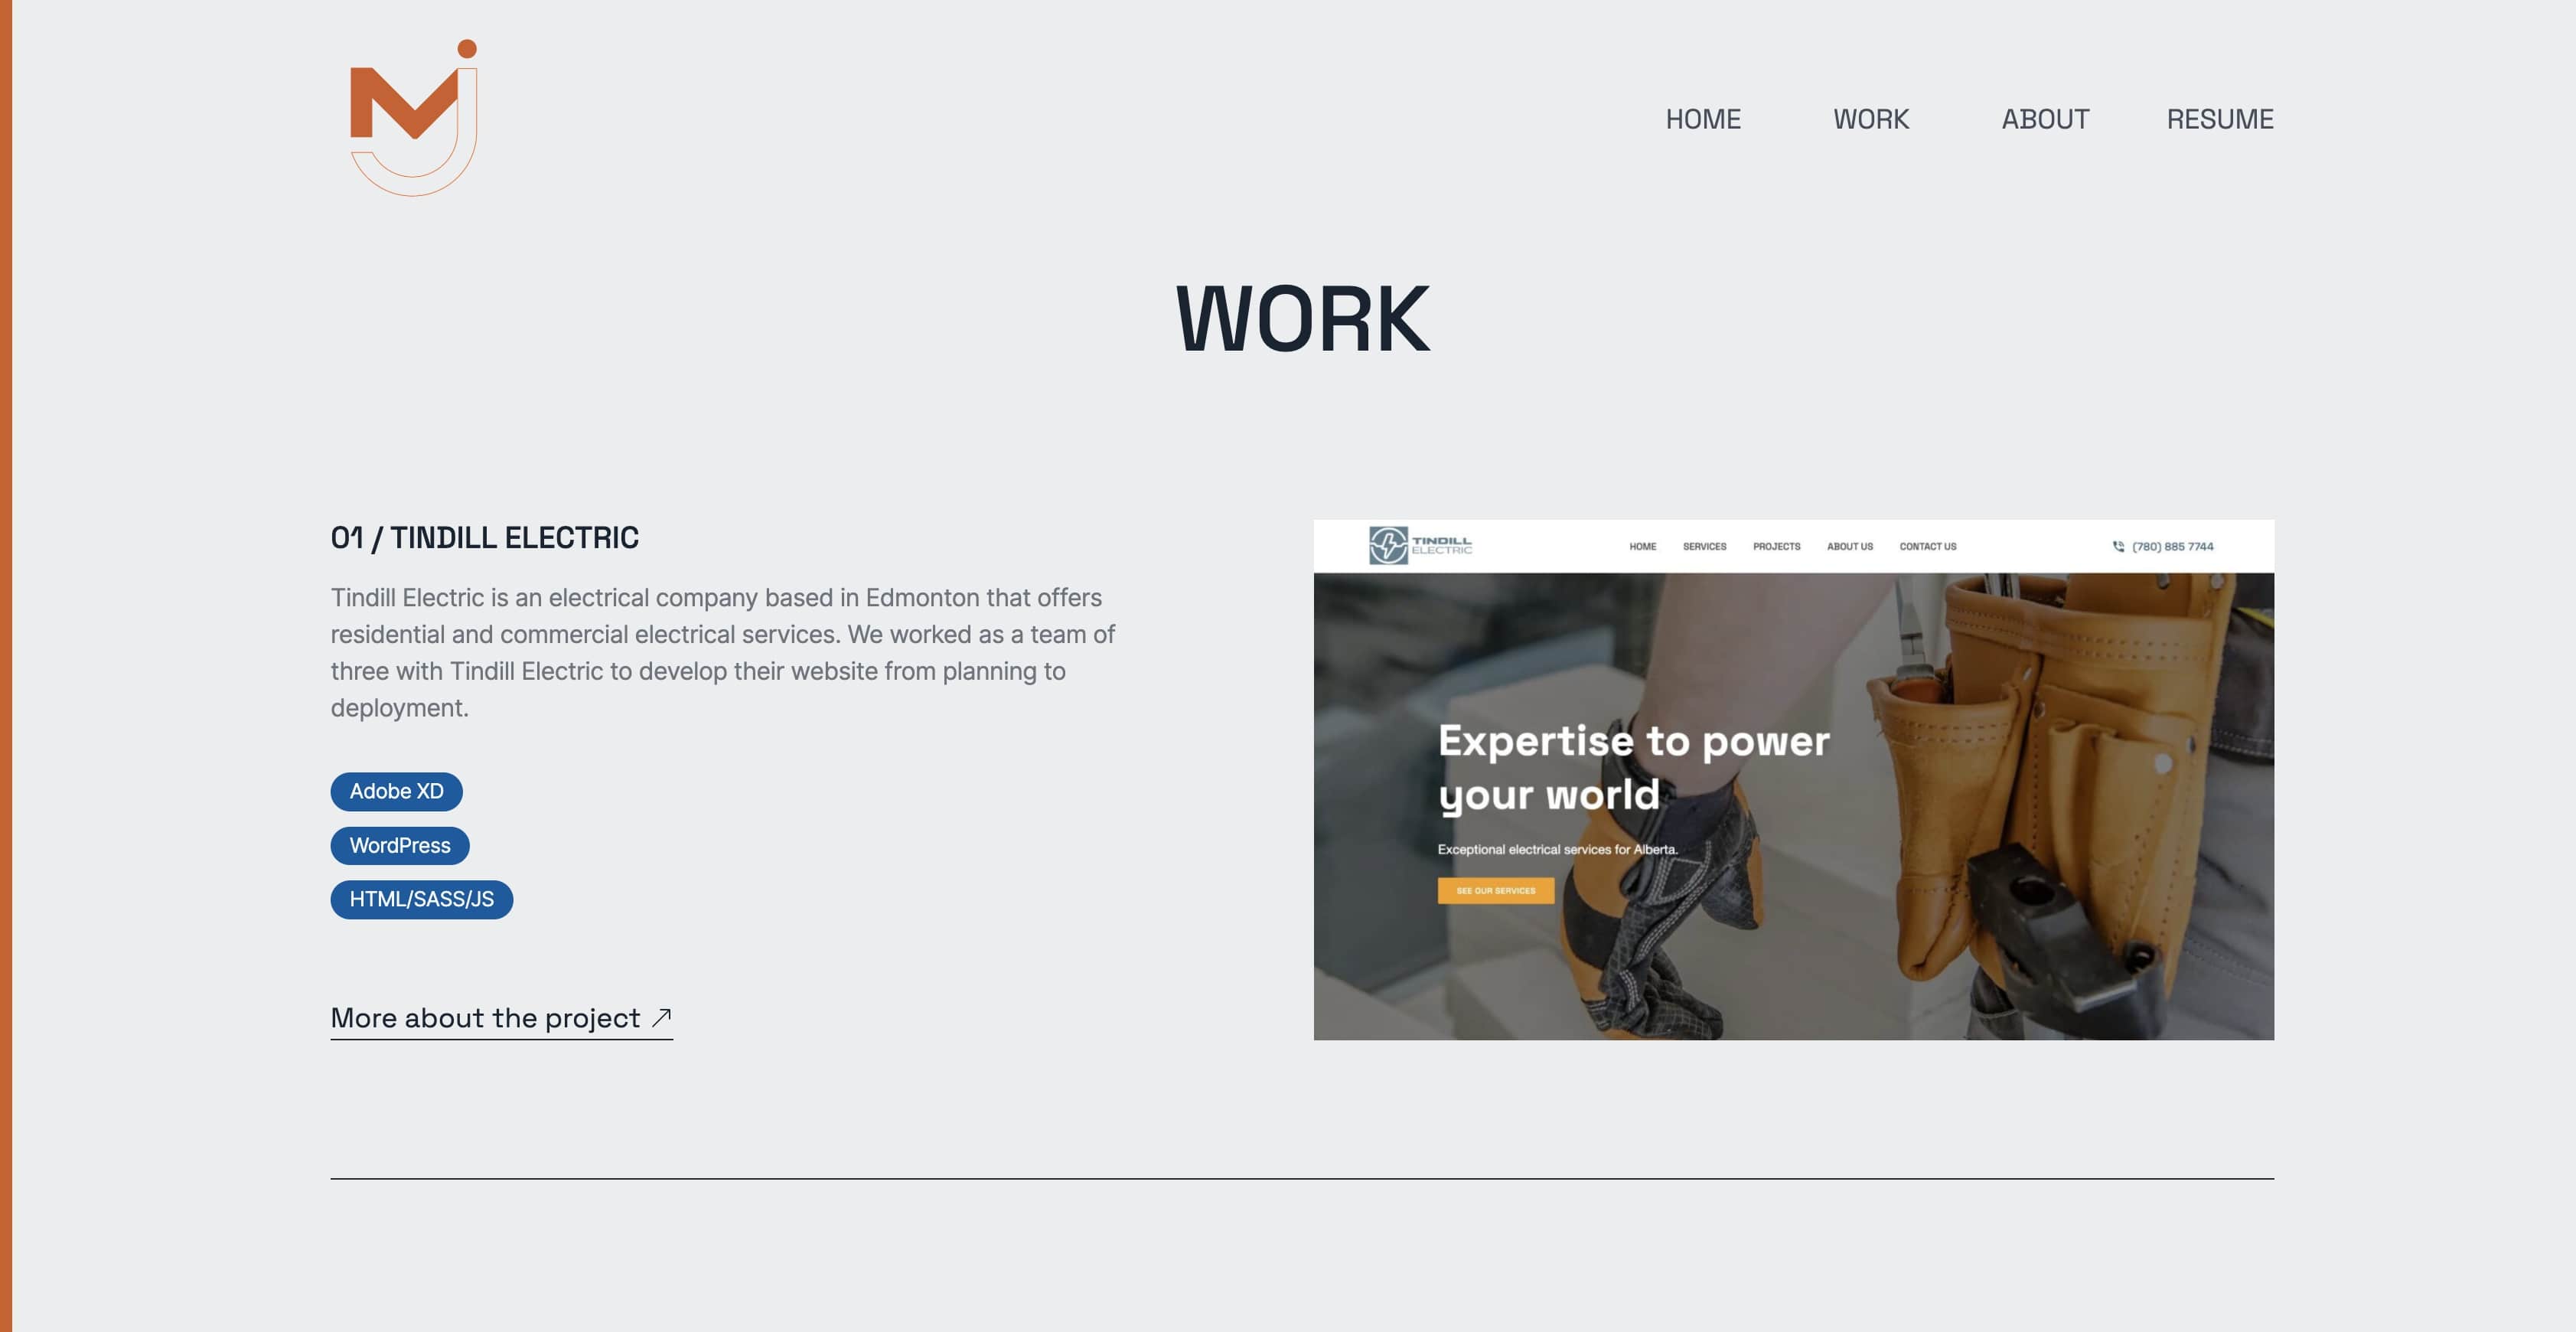 MJ
HOME WORK ABOUT RESUME
WORK
01 / TINDILL ELECTRIC
Tindill Electric is an electrical company based in Edmonton that offers
residential and commercial electrical services. We worked as a team of
three with Tindill Electric to develop their website from planning to
deployment.
Adobe XD
WordPress
HTML/SASS/JS
More about the project
TINDILL
ELECTRIC
HOME SERVICES PROJECTS ABOUT US CONTACT US
(780) 885 7744
Expertise to power
your world
Exceptional electrical services for Alberta.
SEE OUR SERVICES